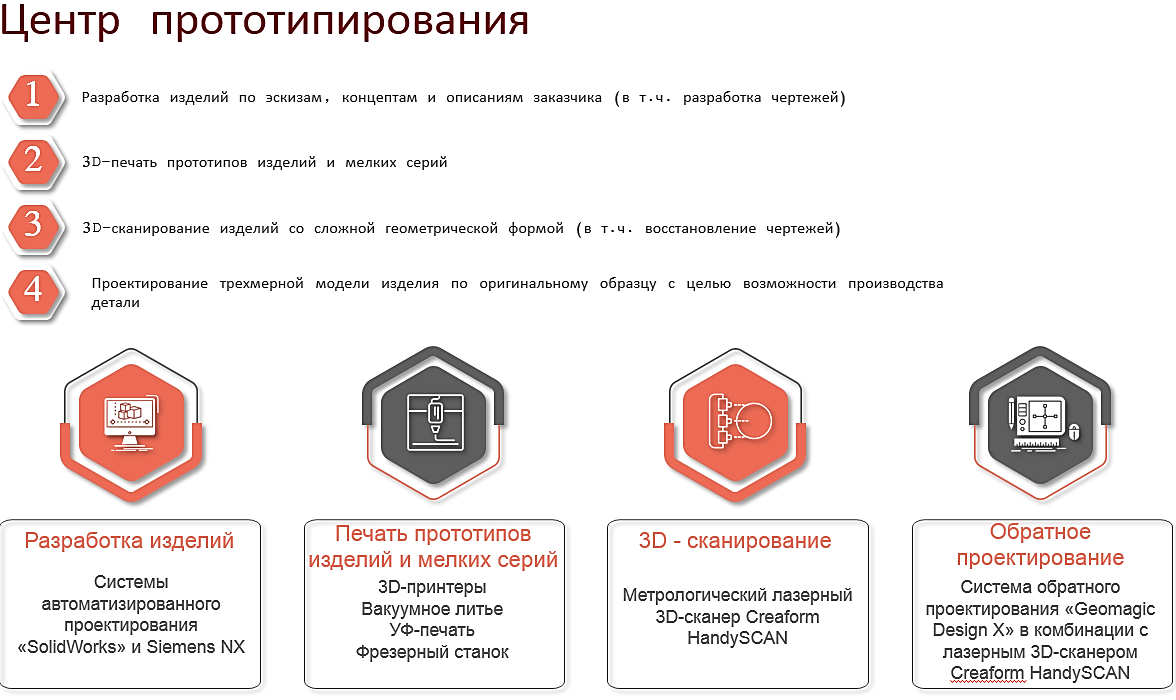 Центр прототипирования
1
Разработка изделий по эскизам, концептам и описаниям заказчика (в т.ч. разработка чертежей)
2
3D-печать прототипов изделий и мелких серий
3
3D-сканирование изделий со сложной геометрической формой (в т.ч. восстановление чертежей)
4
Проектирование трехмерной модели изделия по оригинальному образцу с целью возможности производства
детали
Разработка изделий
Системы
автоматизированного
проектирования
«SolidWorks» и Siemens NX
Печать прототипов
изделий и мелких серий
3D-принтеры
Вакуумное литье
УФ-печать
Фрезерный станок
3D - сканирование
Метрологический лазерный
3D-сканер Creaform
HandySCAN
Обратное
проектирование
Система обратного
проектирования «Geomagic
Design X» в комбинации с
лазерным 3D-сканером
Creaform HandySCAN